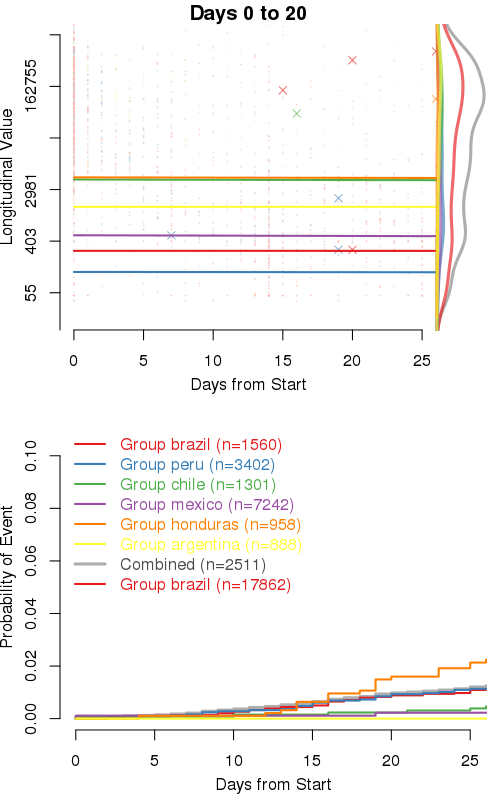 Days 0 to 20
Longitudinal Value
162755
2981
403
55
0 5 10 15 20 25
Days from Start
Group brazil (n=1560)
Group peru (n=3402)
Group chile (n=1301)
Group mexico (n=7242)
Group honduras (n=958)
Group argentina (n=888)
Combined (n=2511)
Group brazil (n=17862)
Probability of Event
0.10
0.08
0.06
0.04
0.02
0.00
0 5 10 15 20 25
Days from Start